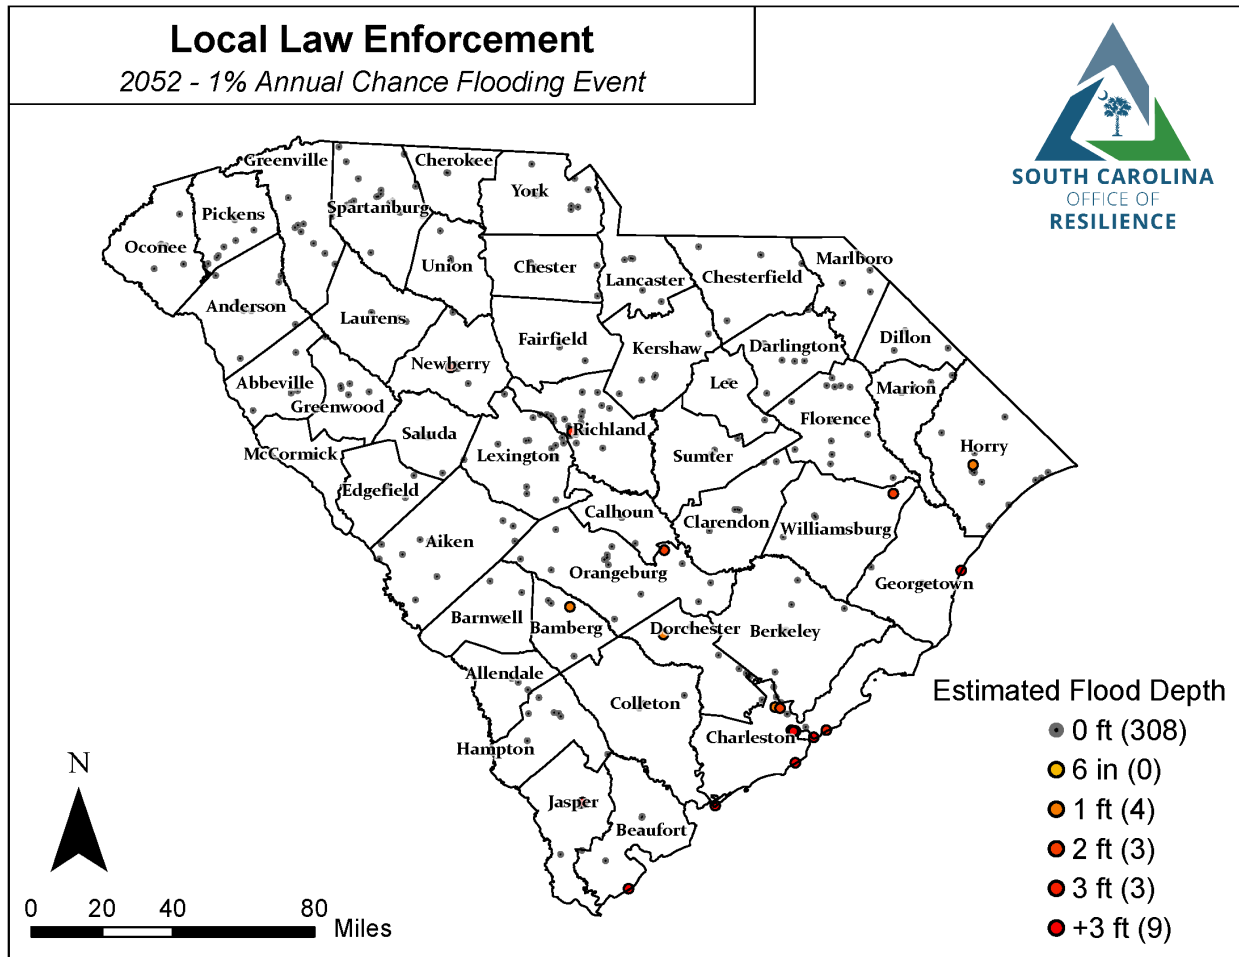 Local Law Enforcement
2052 - 1% Annual Chance Flooding Event
SOUTH CAROLINA
OFFICE OF
RESILIENCE
Greenville
Cherokee
York
Pickens
Spartanburg
Oconee
Union
Chester
Lancaster
Chesterfield
Marlboro
Anderson
Laurens
Fairfield
Kershaw
Darlington
Dillon
Newberry
Abbeville
Greenwood
Lee
Marion
Saluda
Richland
Florence
Horry
McCormick
Lexington
Sumter
Edgefield
Calhoun
Clarendon
Williamsburg
Aiken
Orangeburg
Georgetown
Barnwell
Bamberg
Dorchester
Berkeley
Allendale
Colleton
Charleston
Hampton
Jasper
Beaufort
Estimated Flood Depth
0 ft (308)
6 in (0)
1 ft (4)
2 ft (3)
3 ft (3)
+3 ft (9)
N
0 20 40 80 Miles